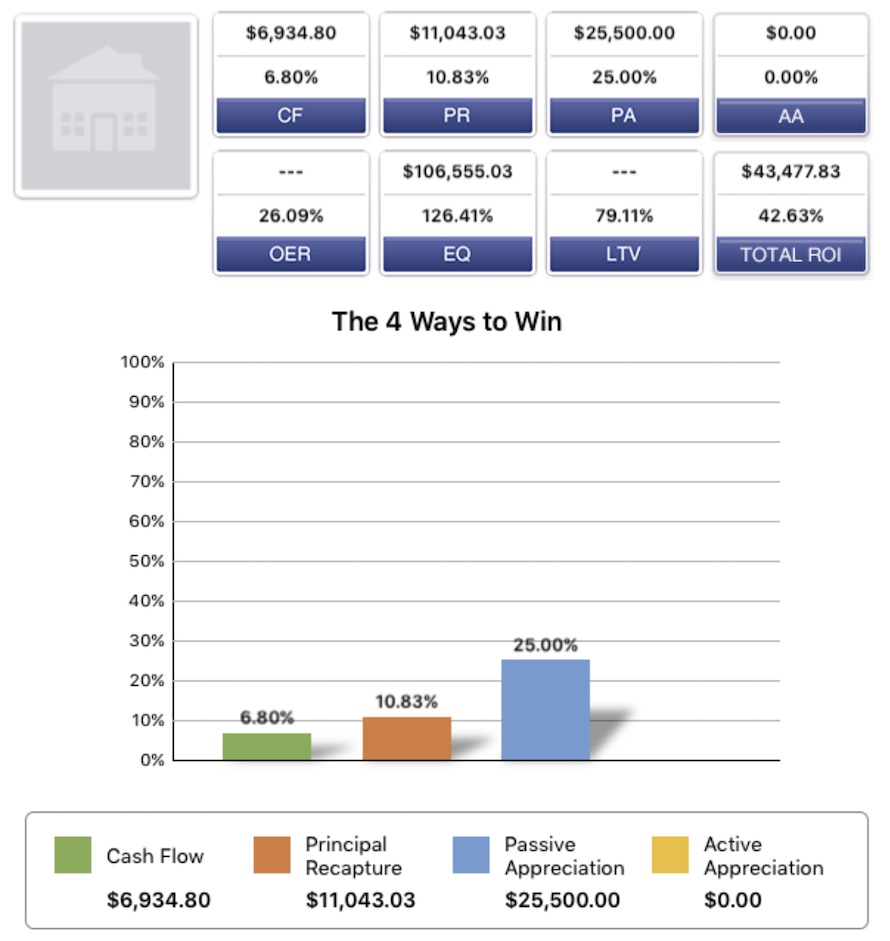 $6,934.80
6.80%
CF
$11,043.03
10.83%
PR
$25,500.00
25.00%
PA
$0.00
0.00%
AA
---
26.09%
OER
$106,555.03
126.41%
EQ
---
79.11%
LTV
$43,477.83
42.63%
TOTAL ROI
The 4 Ways to Win
100%
90%
80%
70%
60%
50%
40%
30%
20%
10%
0%
6.80%
10.83%
25.00%
Cash Flow
$6,934.80
Principal
Recapture
$11,043.03
Passive
Appreciation
$25,500.00
Active
Appreciation
$0.00